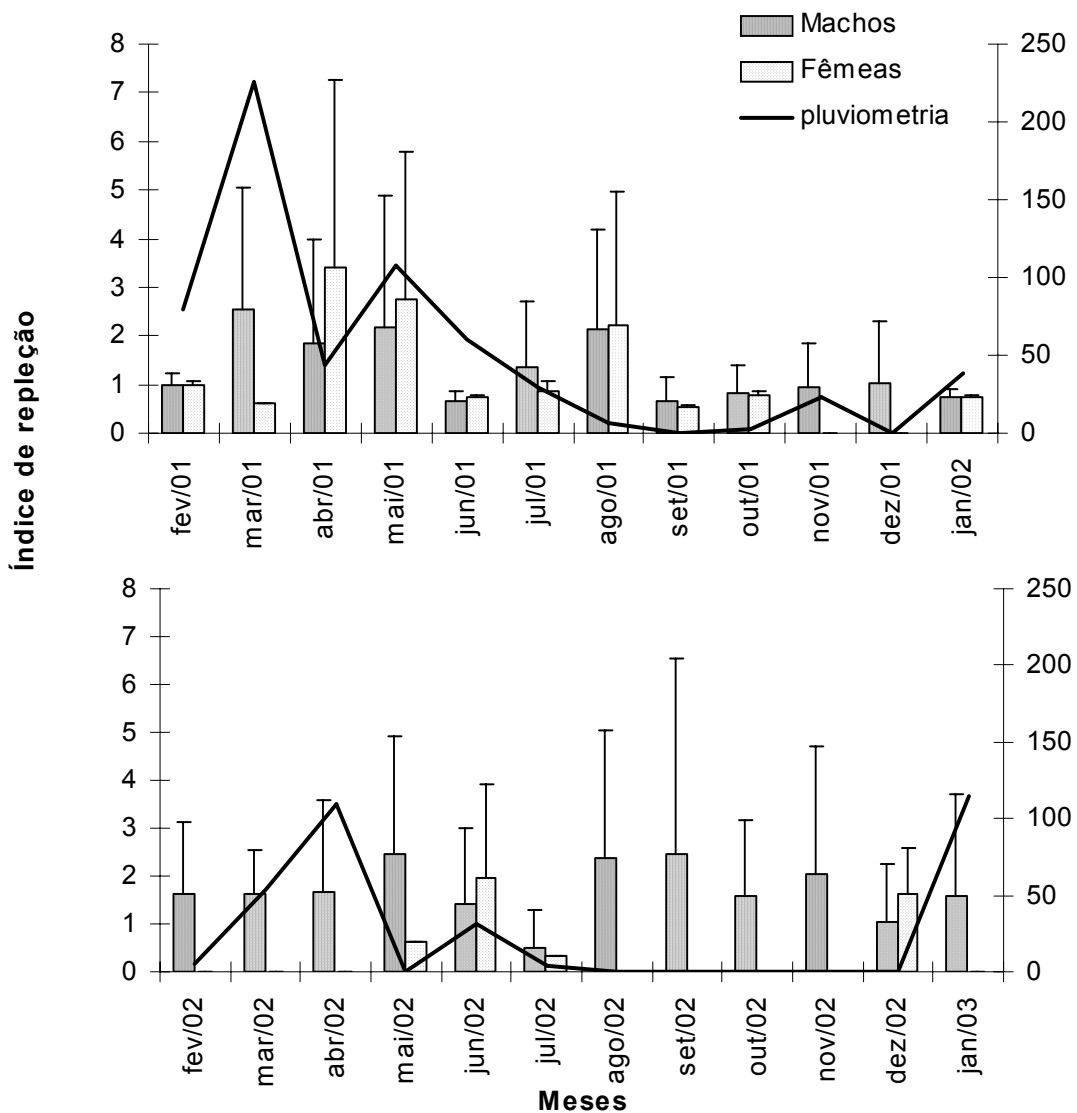 Machos
Fêmeas
pluviometria
8
7
6
5
4
3
2
1
0
250
200
150
100
50
0
fev/01
mar/01
abr/01
mai/01
jun/01
jul/01
ago/01
set/01
out/01
nov/01
dez/01
jan/02
Índice de repleção
8
7
6
5
4
3
2
1
0
250
200
150
100
50
0
fev/02
mar/02
abr/02
mai/02
jun/02
jul/02
ago/02
set/02
out/02
nov/02
dez/02
jan/03
Meses